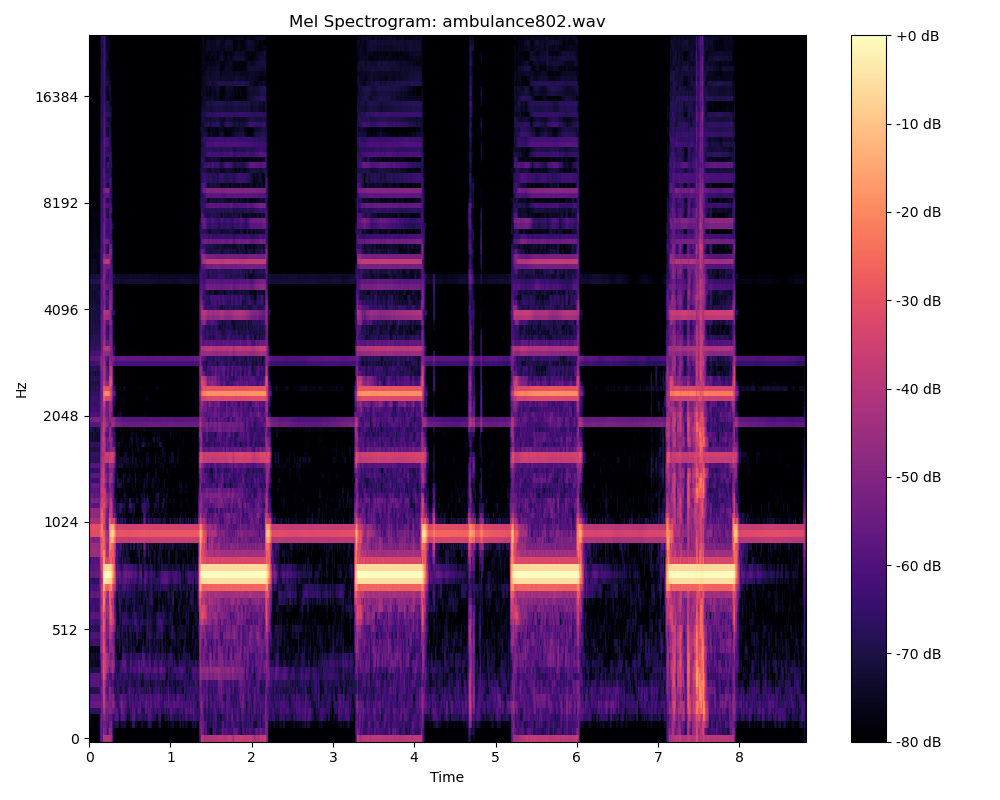 Mel Spectrogram: ambulance802.wav
+0 dB
16384
-10 dB
-20 dB
8192
-30 dB
4096
-40 dB
Hz
2048
-50 dB
1024
-60 dB
512
-70 dB
0
-80 dB
0 1 2 3 4 5 6 7 8
Time